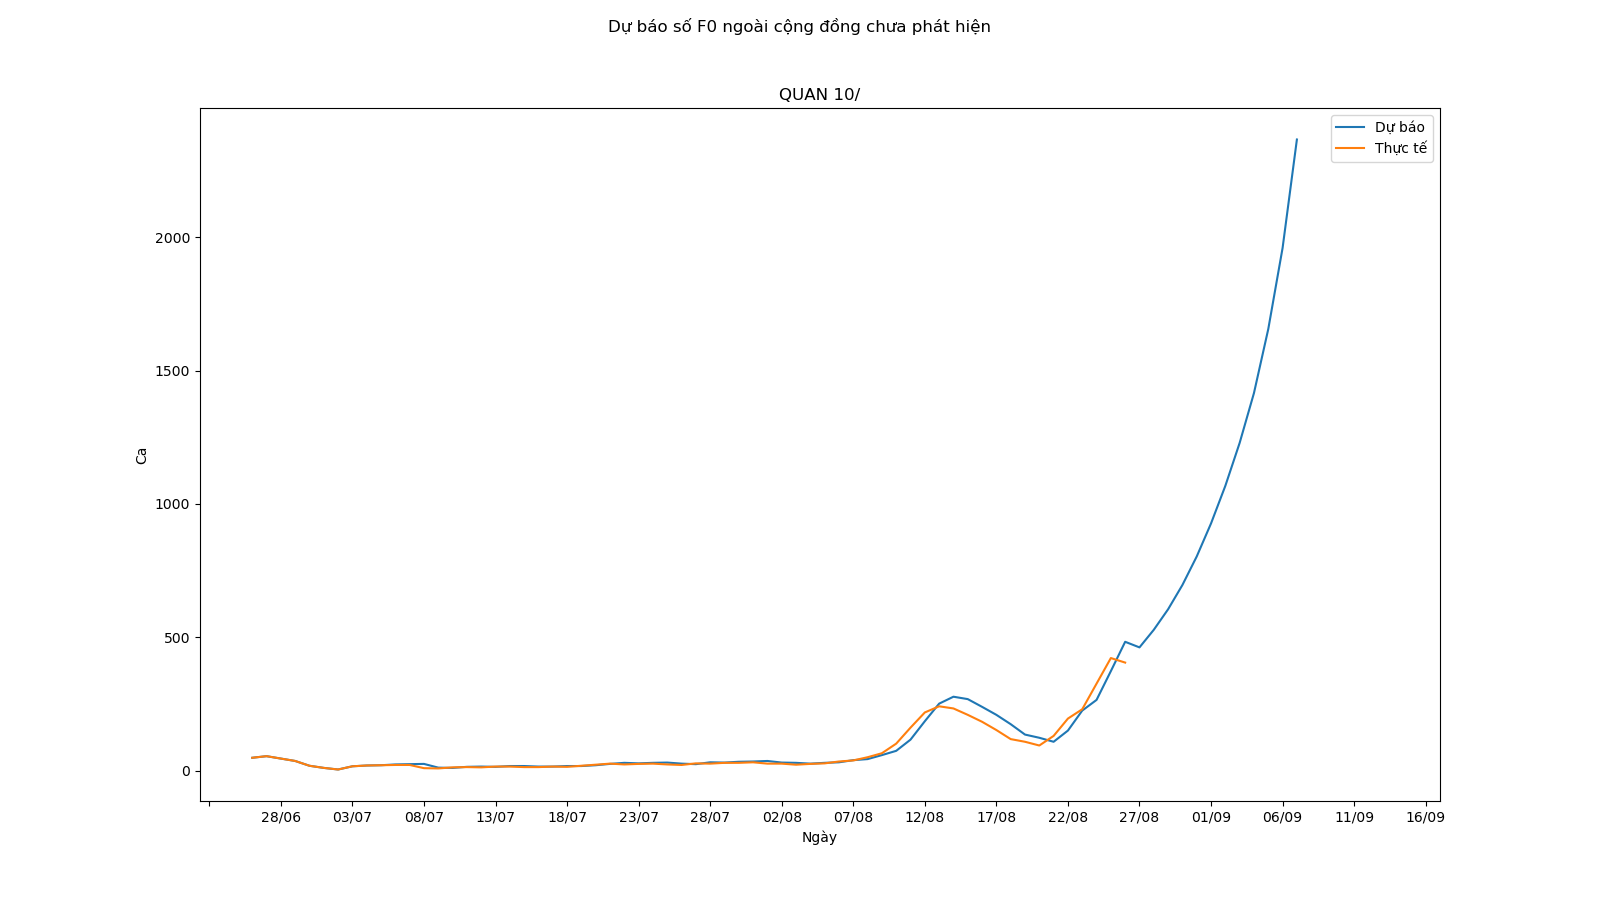 Dự báo số F0 ngoài cộng đồng chưa phát hiện
QUAN 10/
Dự báo
Thực tế
2000
1500
1000
500
0
Ca
28/06 03/07 08/07 13/07 18/07 23/07 28/07 02/08 07/08 12/08 17/08 22/08 27/08 01/09 06/09 11/09 16/09
Ngày